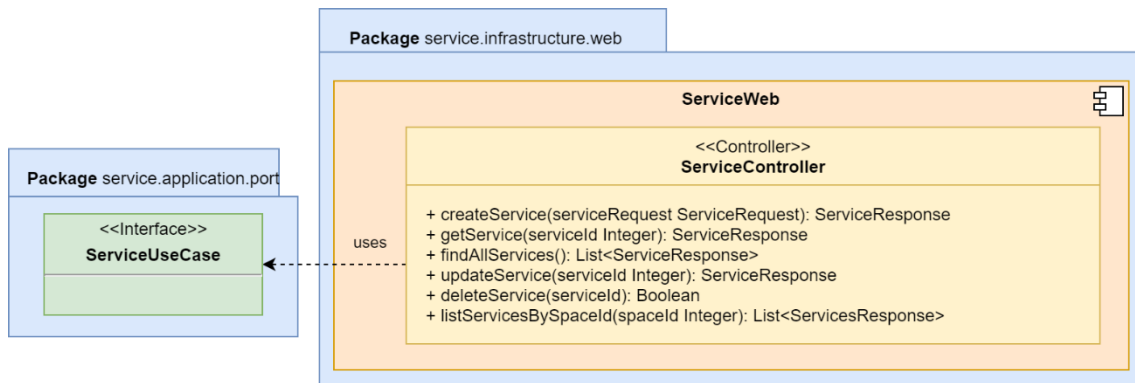 Package service.infrastructure.web
ServiceWeb
<<Controller>>
ServiceController
+ createService(serviceRequest ServiceRequest): ServiceResponse
+ getService(serviceId Integer): ServiceResponse
+ findAllServices(): List<ServiceResponse>
+ updateService(serviceId Integer): ServiceResponse
+ deleteService(serviceId): Boolean
+ listServicesBySpaceId(spaceId Integer): List<ServicesResponse>
uses
Package service.application.port
<<Interface>>
ServiceUseCase